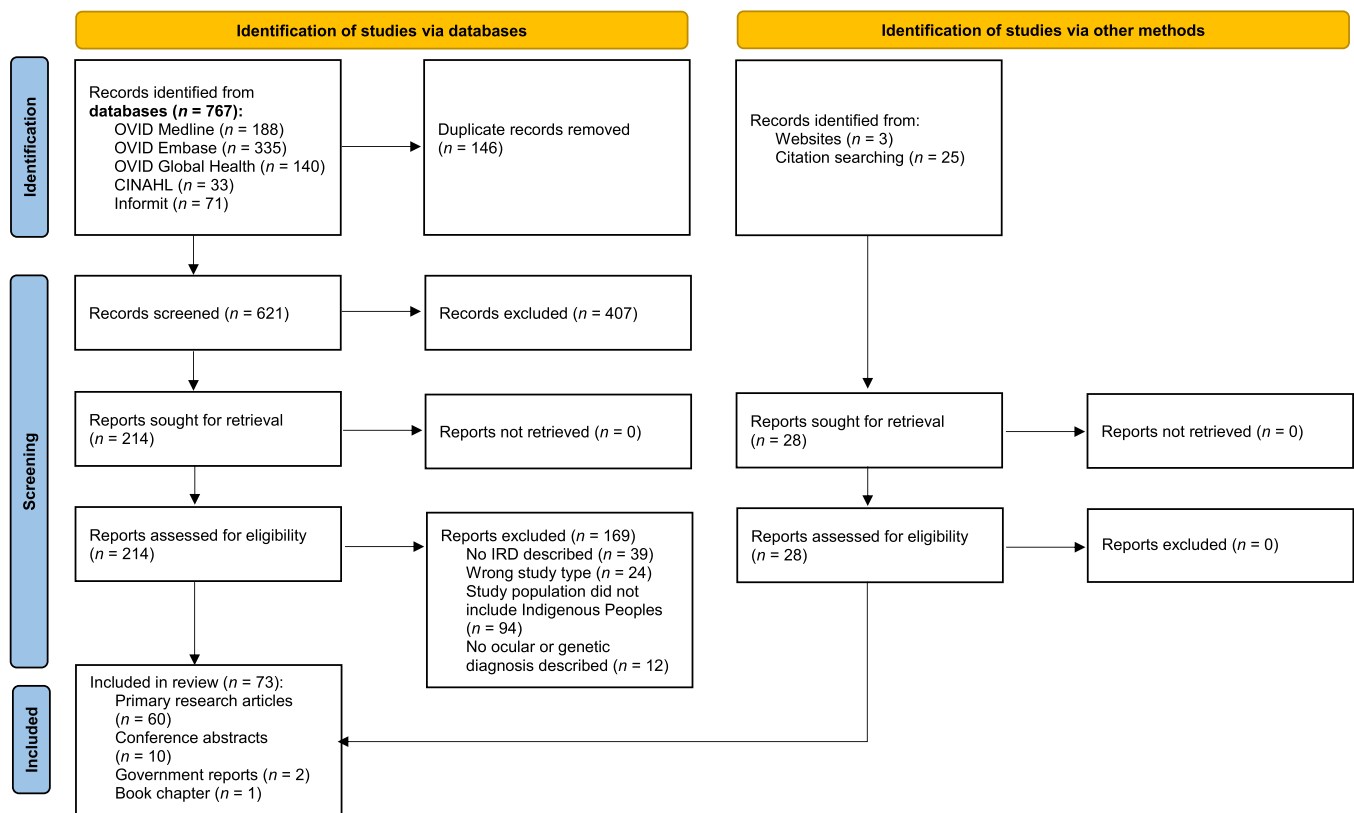 Identification of studies via databases
Identification of studies via other methods
Identification
Records identified from
databases (n = 767):
OVID Medline (n = 188)
OVID Embase (n = 335)
OVID Global Health (n = 140)
CINAHL (n = 33)
Informit (n = 71)
Duplicate records removed
(n = 146)
Records identified from:
Websites (n = 3)
Citation searching (n = 25)
Screening
Records screened (n = 621)
Records excluded (n = 407)
Reports sought for retrieval
(n = 214)
Reports not retrieved (n = 0)
Reports sought for retrieval
(n = 28)
Reports not retrieved (n = 0)
Reports assessed for eligibility
(n = 214)
Reports excluded (n = 169)
No IRD described (n = 39)
Wrong study type (n = 24)
Study population did not
include Indigenous Peoples
(n = 94)
No ocular or genetic
diagnosis described (n = 12)
Reports assessed for eligibility
(n = 28)
Reports excluded (n = 0)
Included
Included in review (n = 73):
Primary research articles
(n = 60)
Conference abstracts
(n = 10)
Government reports (n = 2)
Book chapter (n = 1)